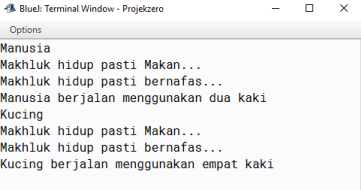 BlueJ: Terminal Window - Projekzero
Options
Manusia
Makhluk hidup pasti Makan...
Makhluk hidup pasti bernafas...
Manusia berjalan menggunakan dua kaki
Kucing
Makhluk hidup pasti Makan...
Makhluk hidup pasti bernafas...
Kucing berjalan menggunakan empat kaki